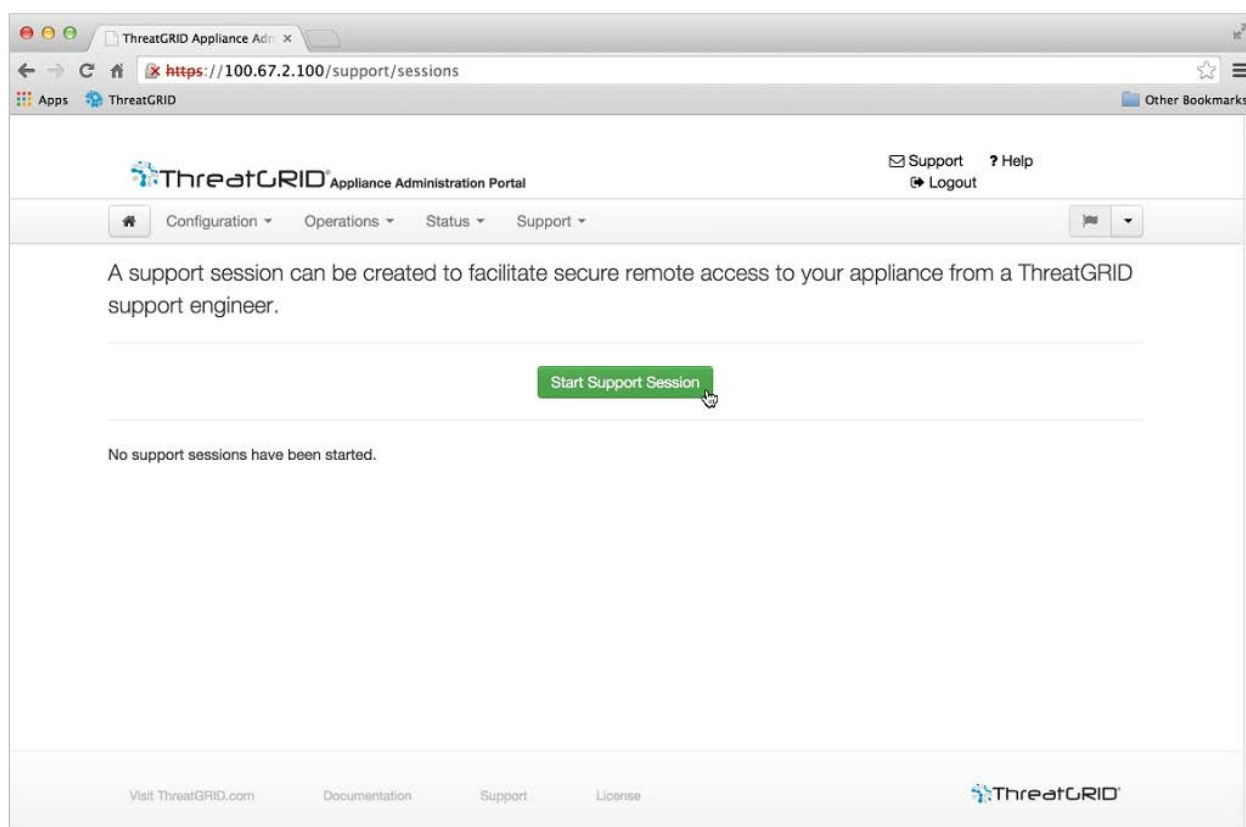 ThreatGRID Appliance Adn
https://100.67.2.100/support/sessions
Apps ThreatGRID Other Bookmarks
Support ? Help
ThreatGRID Appliance Administration Portal
Logout
Configuration Operations Status Support
A support session can be created to facilitate secure remote access to your appliance from a ThreatGRID
support engineer.
Start Support Session
No support sessions have been started.
Visit ThreatGRID.com Documentation Support License ThreatGRID